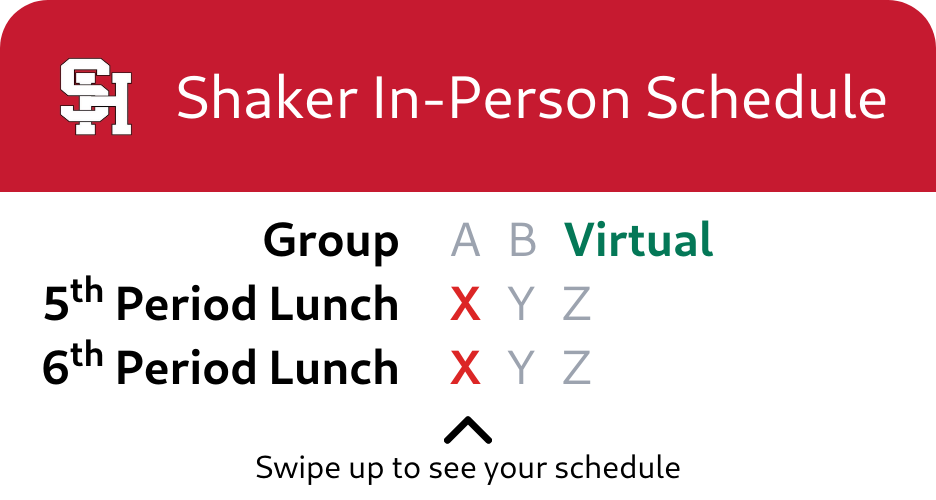 SH Shaker In-Person Schedule
Group A B Virtual
5th Period Lunch X Y Z
6th Period Lunch X Y Z
Swipe up to see your schedule